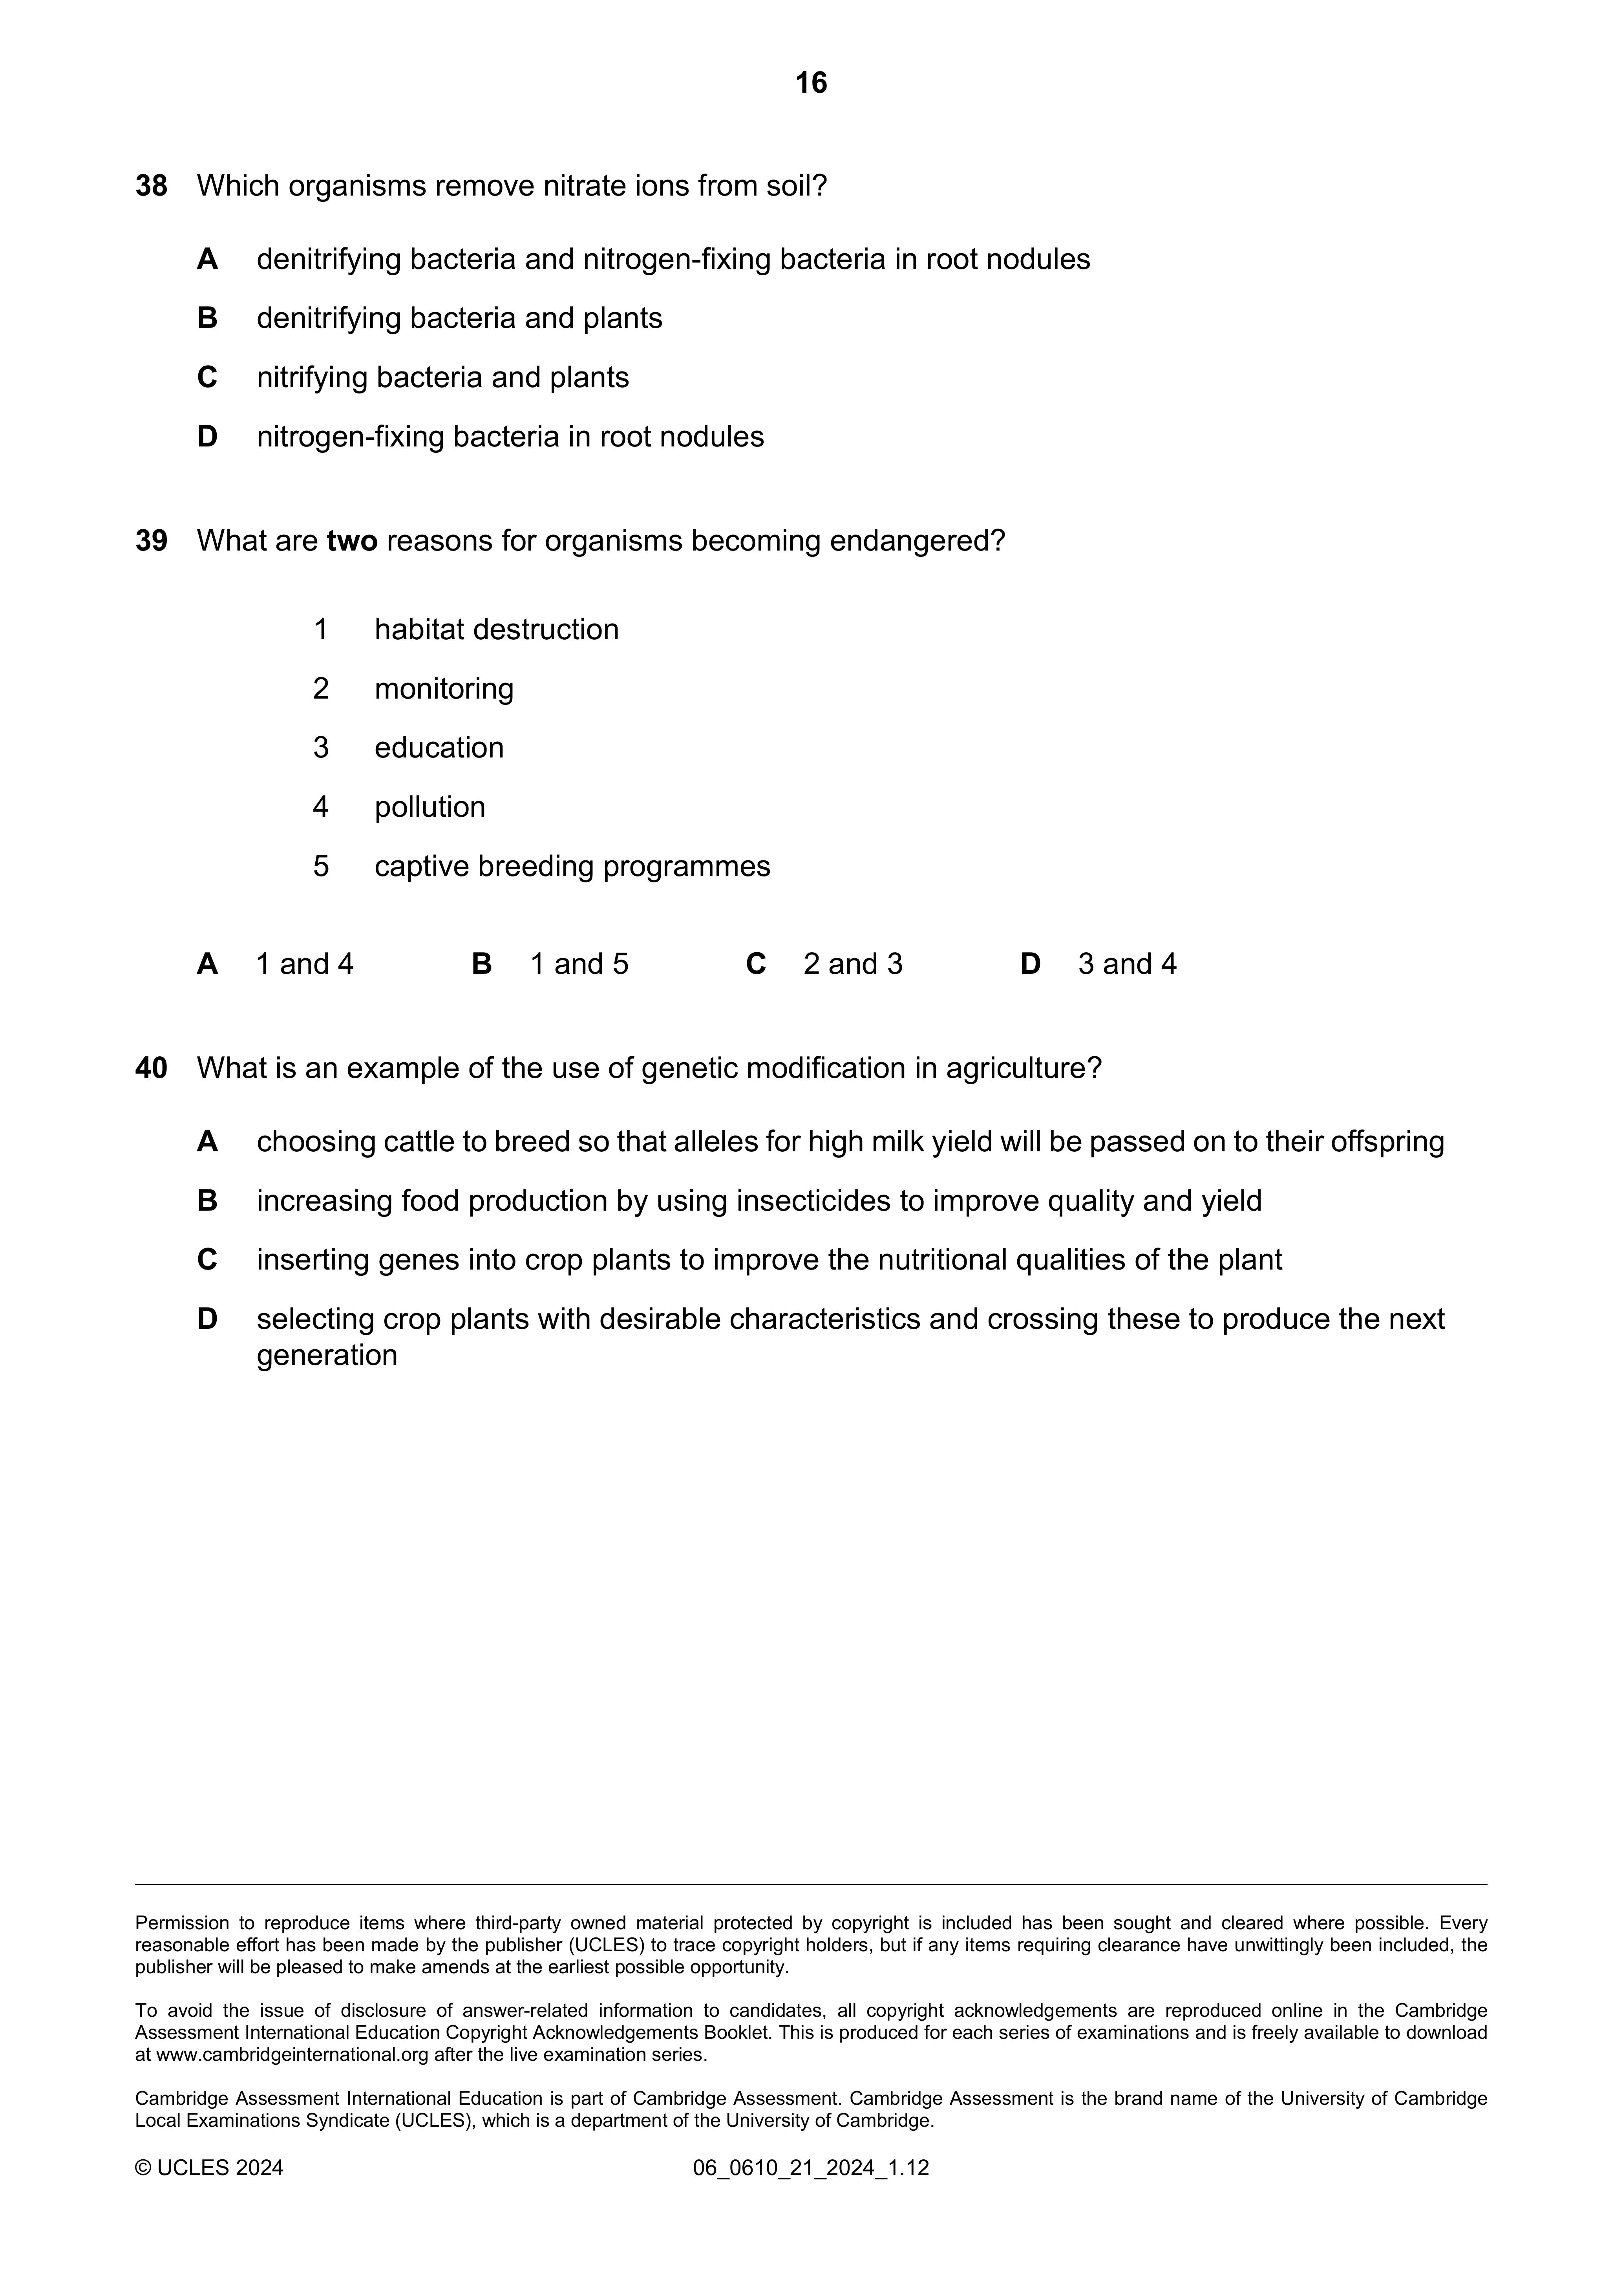 16
38 Which organisms remove nitrate ions from soil?
A denitrifying bacteria and nitrogen-fixing bacteria in root nodules
B denitrifying bacteria and plants
C nitrifying bacteria and plants
D nitrogen-fixing bacteria in root nodules
39 What are two reasons for organisms becoming endangered?
1 habitat destruction
2 monitoring
3 education
4 pollution
5 captive breeding programmes
A 1 and 4 B 1 and 5 C 2 and 3 D 3 and 4
40 What is an example of the use of genetic modification in agriculture?
A choosing cattle to breed so that alleles for high milk yield will be passed on to their offspring
B increasing food production by using insecticides to improve quality and yield
C inserting genes into crop plants to improve the nutritional qualities of the plant
D selecting crop plants with desirable characteristics and crossing these to produce the next
generation
Permission to reproduce items where third-party owned material protected by copyright is included has been sought and cleared where possible. Every
reasonable effort has been made by the publisher (UCLES) to trace copyright holders, but if any items requiring clearance have unwittingly been included, the
publisher will be pleased to make amends at the earliest possible opportunity.
To avoid the issue of disclosure of answer-related information to candidates, all copyright acknowledgements are reproduced online in the Cambridge
Assessment International Education Copyright Acknowledgements Booklet. This is produced for each series of examinations and is freely available to download
at www.cambridgeinternational.org after the live examination series.
Cambridge Assessment International Education is part of Cambridge Assessment. Cambridge Assessment is the brand name of the University of Cambridge
Local Examinations Syndicate (UCLES), which is a department of the University of Cambridge.
© UCLES 2024 06_0610_21_2024_1.12